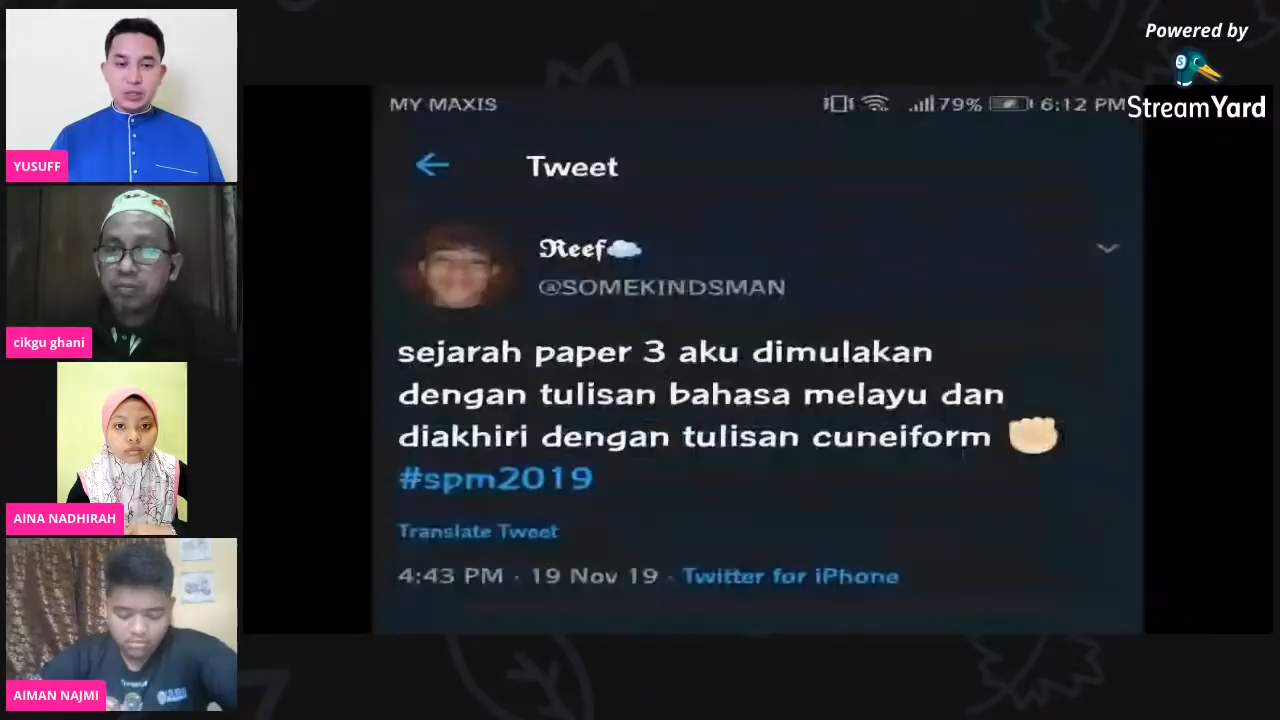 Powered by
StreamYard
YUSUFF
cikgu ghani
AINA NADHIRAH
AIMAN NAJMI
MY MAXIS
79%
6:12 PM
Tweet
Reef
@SOMEKINDSMAN
sejarah paper 3 aku dimulakan
dengan tulisan bahasa melayu dan
diakhiri dengan tulisan cuneiform ✊🏻
#spm2019
Translate Tweet
4:43 PM · 19 Nov 19 · Twitter for iPhone